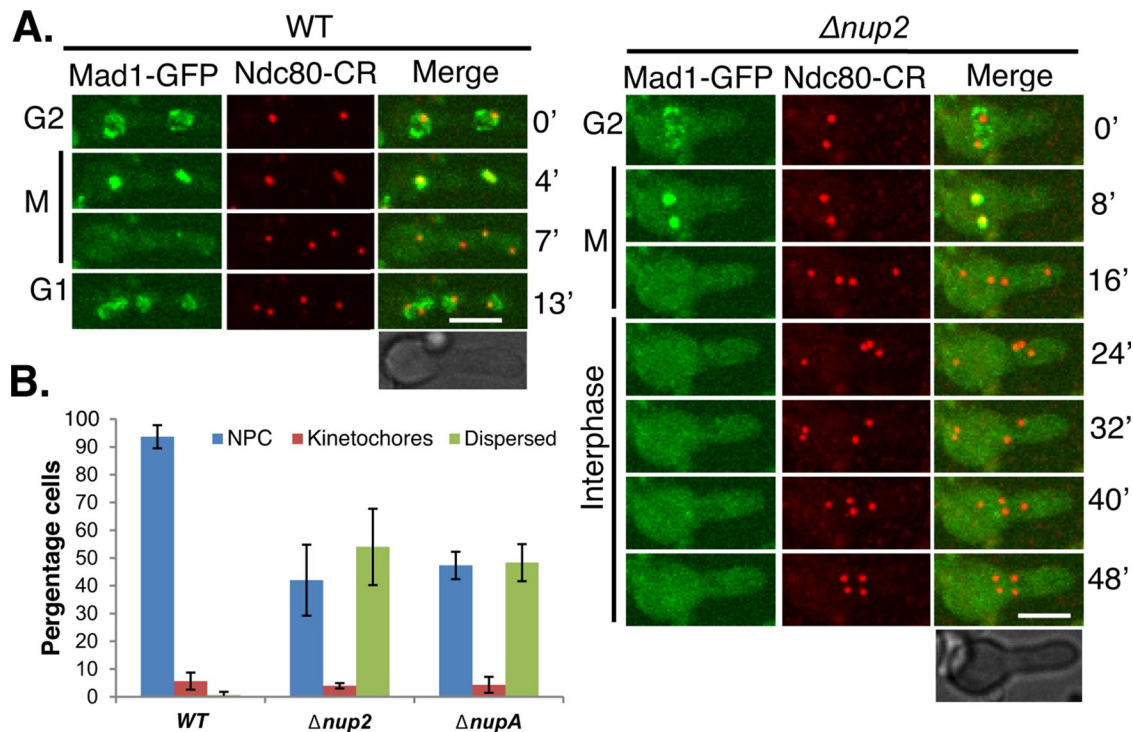 A.
WT
Mad1-GFP Ndc80-CR Merge
G2 0'
M 4'
7'
G1 13'
Δnup2
Mad1-GFP Ndc80-CR Merge
G2 0'
M 8'
16'
Interphase 24'
32'
40'
48'
B.
Pergentage cells
100
90
80
70
60
50
40
30
20
10
0
NPC Kinetochores Dispersed
WT Δnup2 ΔnupA